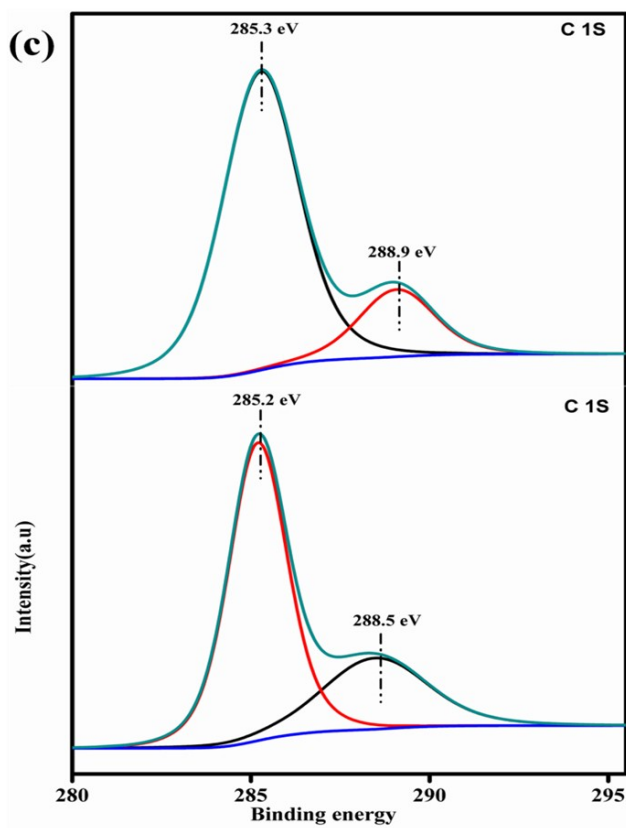 (c)
285.3 eV
C 1S
288.9 eV
285.2 eV
C 1S
288.5 eV
Intensity(a.u)
280 285 290 295
Binding energy